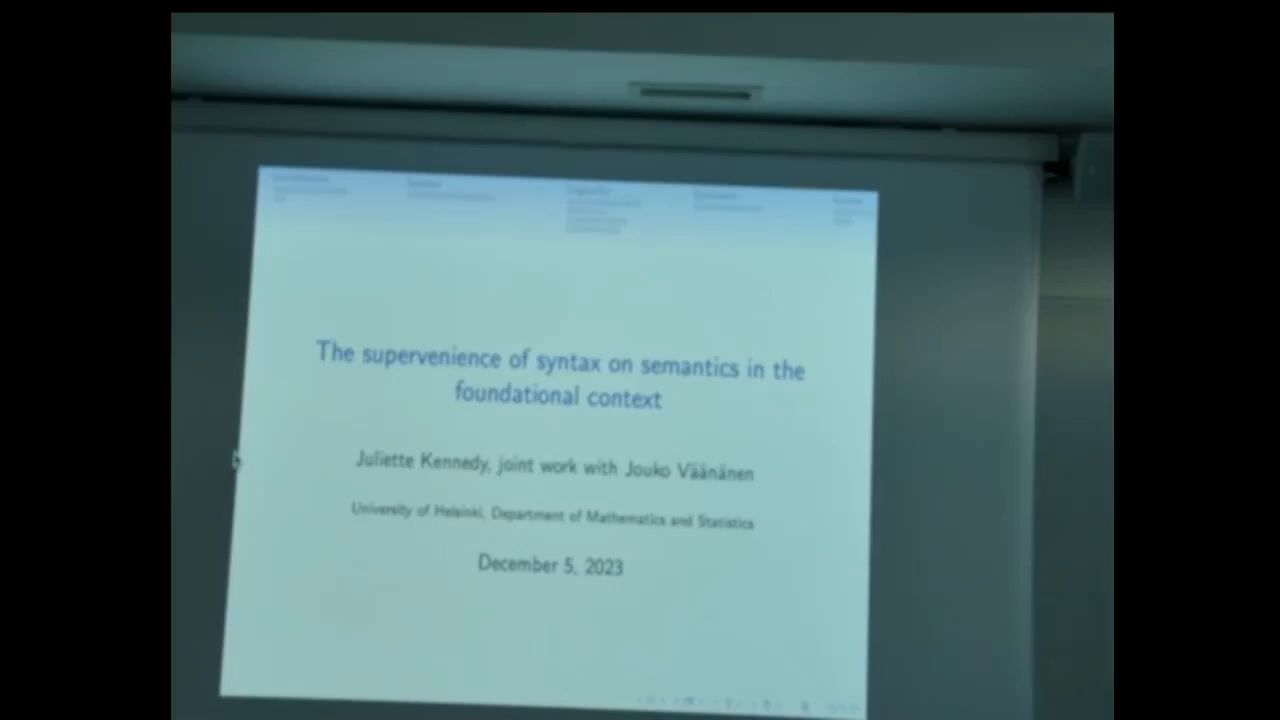 The supervenience of syntax on semantics in the
foundational context
Juliette Kennedy, joint work with Jouko Väänänen
University of Helsinki, Department of Mathematics and Statistics
December 5, 2023